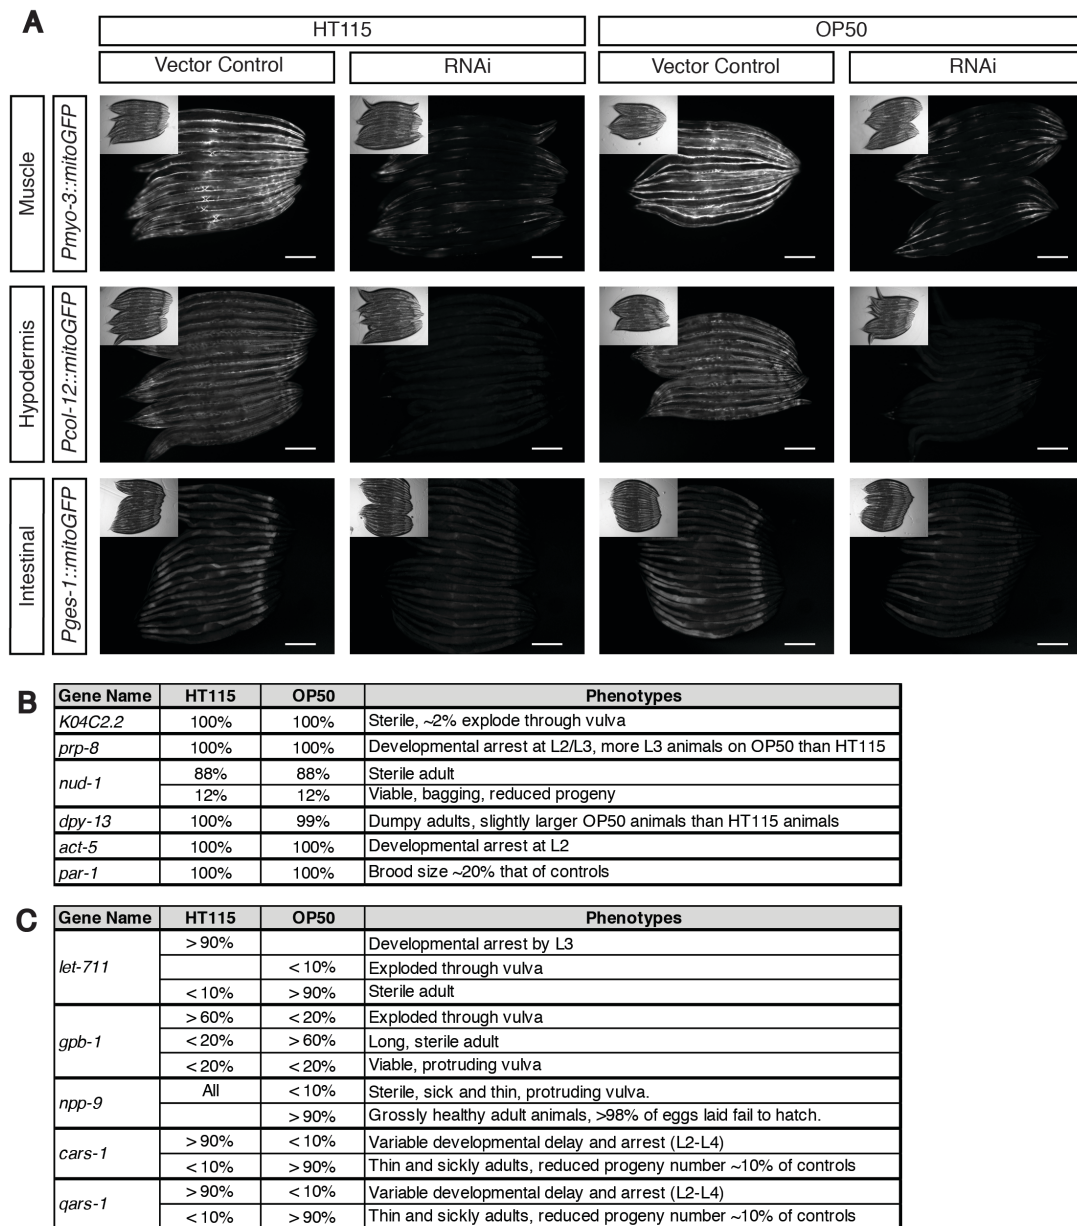 A
HT115
OP50
Vector Control
RNAi
Vector Control
RNAi
Muscle
Pmyo-3::mitoGFP
Hypodermis
Pcol-12::mitoGFP
Intestinal
Pges-1::mitoGFP
B
Gene Name HT115 OP50 Phenotypes
K04C2.2 100% 100% Sterile, ~2% explode through vulva
prp-8 100% 100% Developmental arrest at L2/L3, more L3 animals on OP50 than HT115
nud-1 88% 88% Sterile adult
12% 12% Viable, bagging, reduced progeny
dpy-13 100% 99% Dumpy adults, slightly larger OP50 animals than HT115 animals
act-5 100% 100% Developmental arrest at L2
par-1 100% 100% Brood size ~20% that of controls
C
Gene Name HT115 OP50 Phenotypes
let-711 > 90% Developmental arrest by L3
< 10% Exploded through vulva
< 10% > 90% Sterile adult
gpb-1 > 60% < 20% Exploded through vulva
< 20% > 60% Long, sterile adult
< 20% < 20% Viable, protruding vulva
npp-9 All < 10% Sterile, sick and thin, protruding vulva.
> 90% Grossly healthy adult animals, >98% of eggs laid fail to hatch.
cars-1 > 90% < 10% Variable developmental delay and arrest (L2-L4)
< 10% > 90% Thin and sickly adults, reduced progeny number ~10% of controls
qars-1 > 90% < 10% Variable developmental delay and arrest (L2-L4)
< 10% > 90% Thin and sickly adults, reduced progeny number ~10% of controls